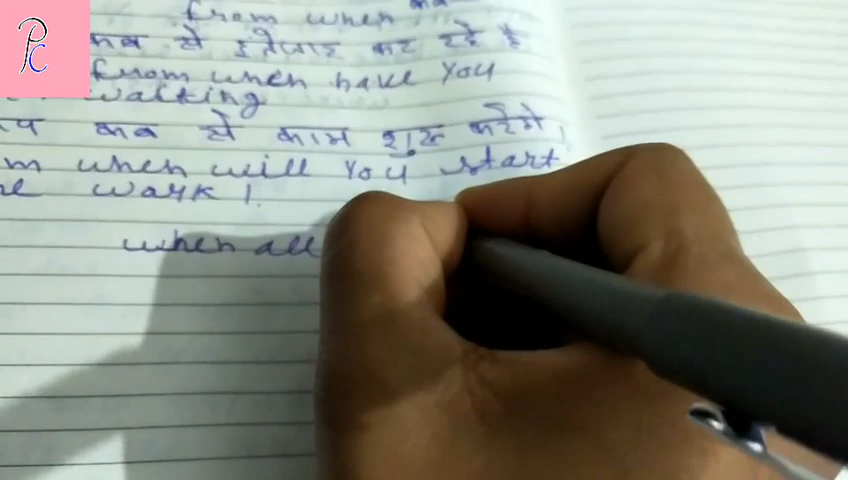 PC
from when
कब से इंतेजार कर रहे है
from when have you
waiting
कब से काम शुरू करेगे।
when will you start
work !
when all